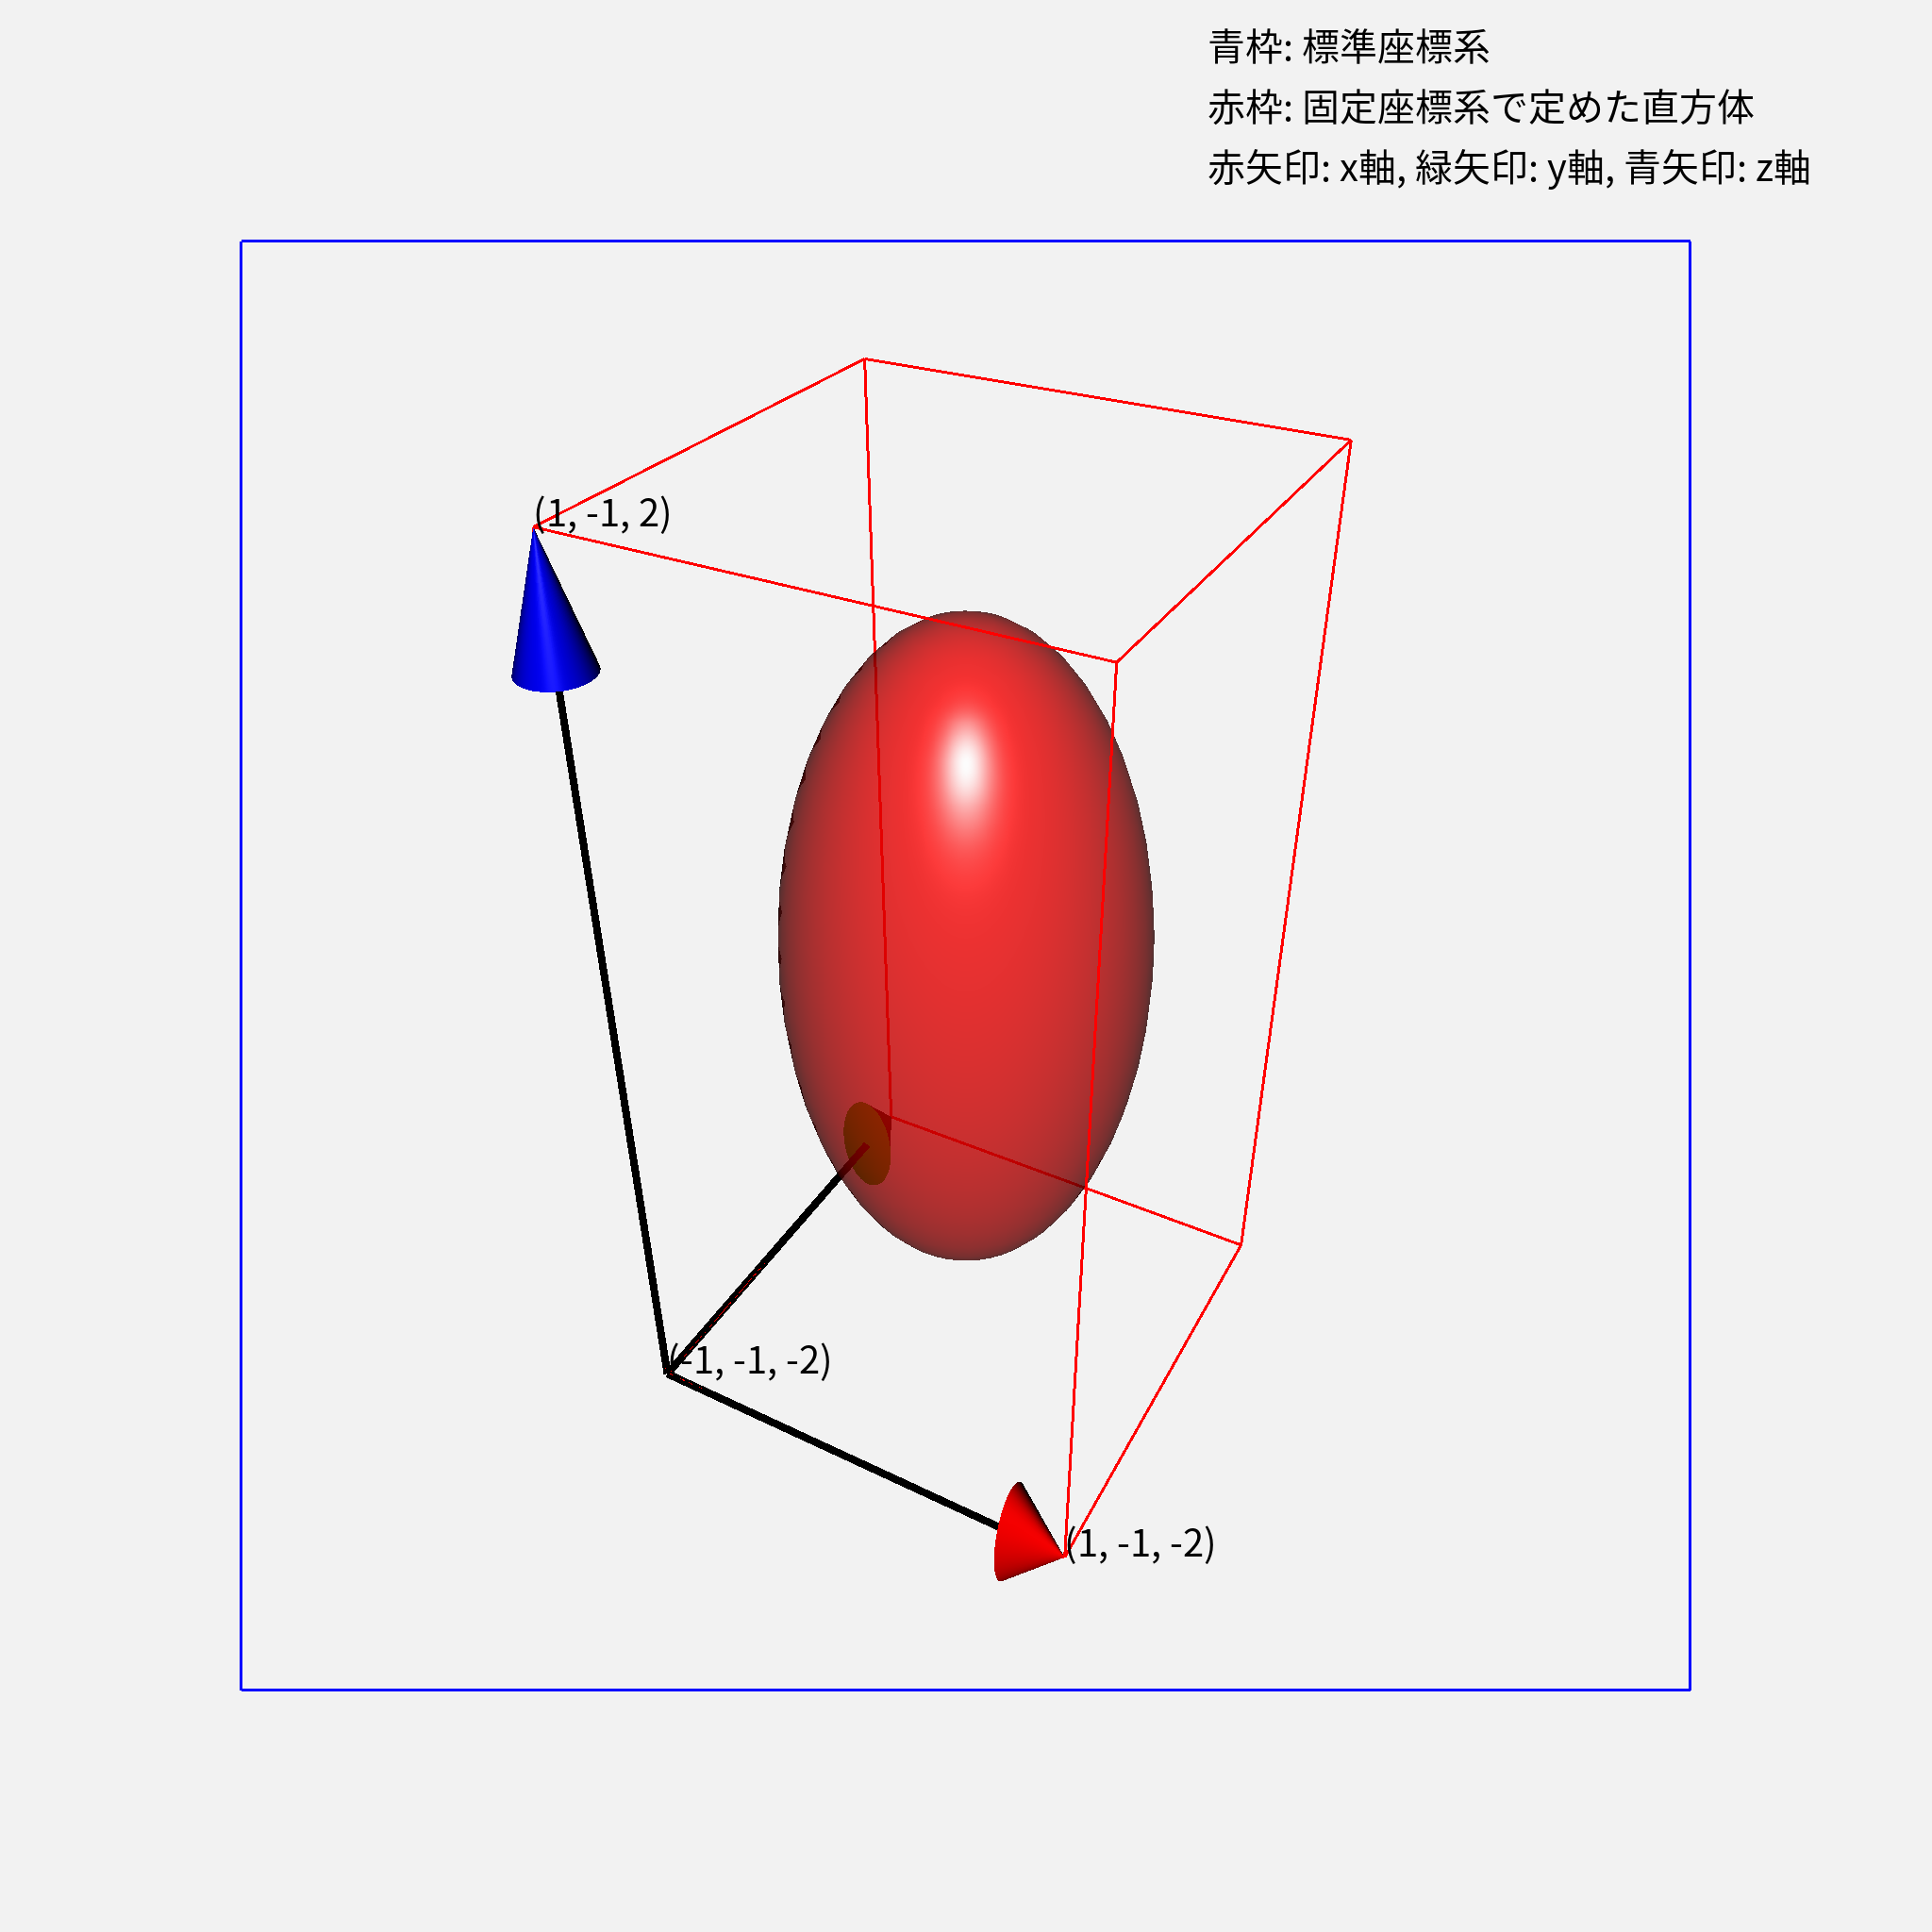 青枠: 標準座標系
赤枠: 固定座標系で定めた直方体
赤矢印: x軸, 緑矢印: y軸, 青矢印: z軸
(1, -1, 2)
(-1, -1, -2)
(1, -1, -2)